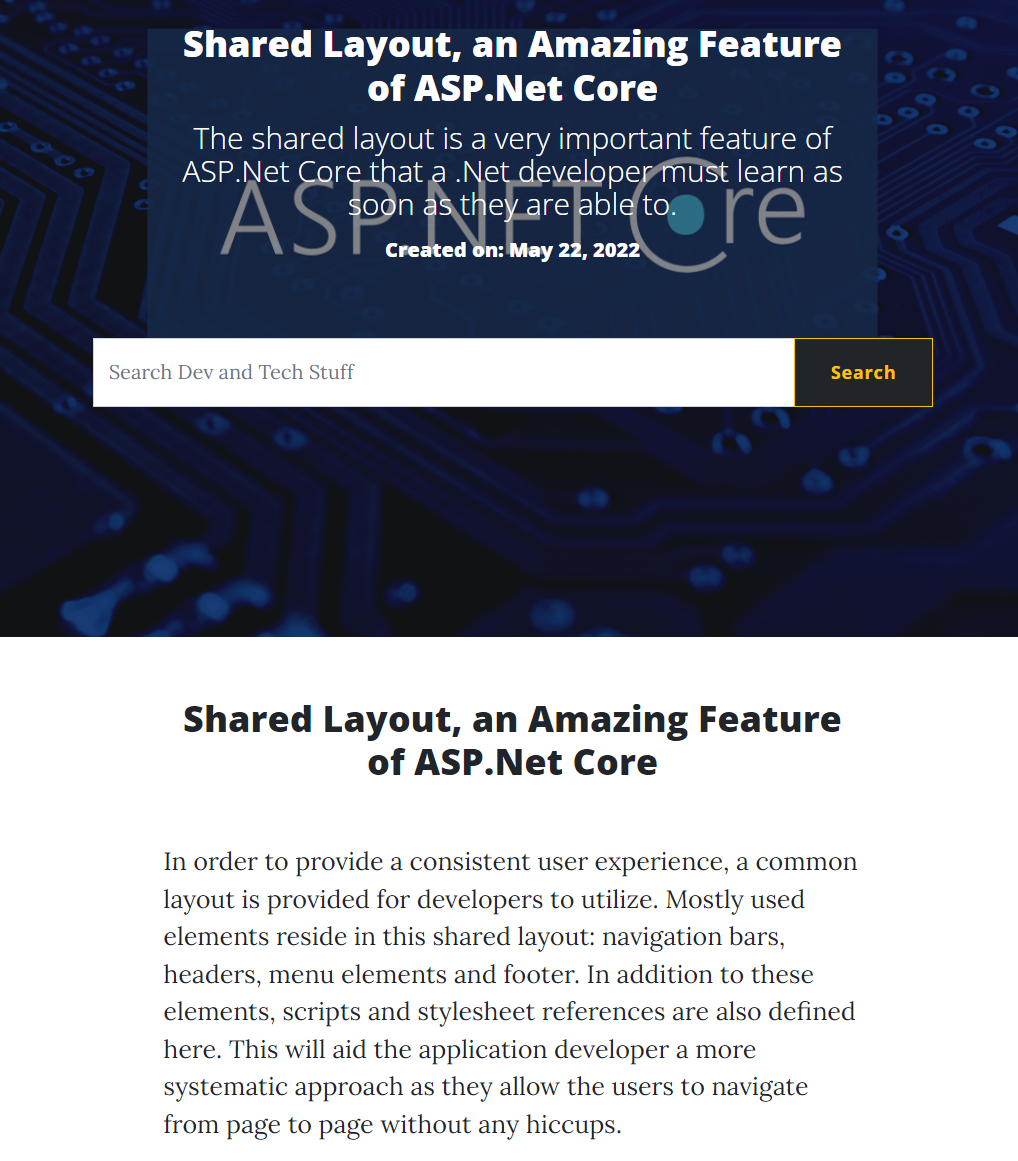 Shared Layout, an Amazing Feature
of ASP.Net Core
The shared layout is a very important feature of
ASP.Net Core that a .Net developer must learn as
soon as they are able to.
ASP.NET Core
Created on: May 22, 2022
Search Dev and Tech Stuff
Search
Shared Layout, an Amazing Feature
of ASP.Net Core
In order to provide a consistent user experience, a common
layout is provided for developers to utilize. Mostly used
elements reside in this shared layout: navigation bars,
headers, menu elements and footer. In addition to these
elements, scripts and stylesheet references are also defined
here. This will aid the application developer a more
systematic approach as they allow the users to navigate
from page to page without any hiccups.